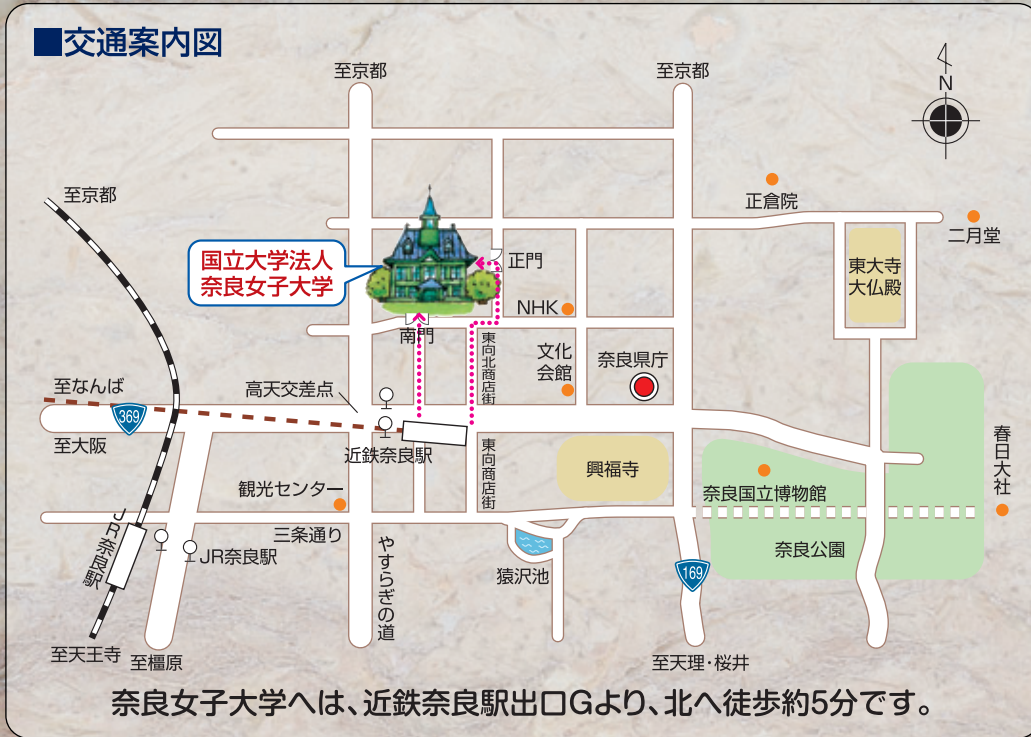 ■交通案内図
至京都
至京都
N
至京都
正倉院
二月堂
国立大学法人
奈良女子大学
正門
東大寺
大仏殿
NHK
南門
東向北商店街
文化
会館
奈良県庁
至なんば
高天交差点
369
至大阪
近鉄奈良駅
東向商店街
興福寺
春日大社
観光センター
奈良国立博物館
三条通り
JR奈良駅
JR奈良駅
やすらぎの道
猿沢池
奈良公園
169
至天王寺
至橿原
至天理・桜井
奈良女子大学へは、近鉄奈良駅出口Gより、北へ徒歩約5分です。